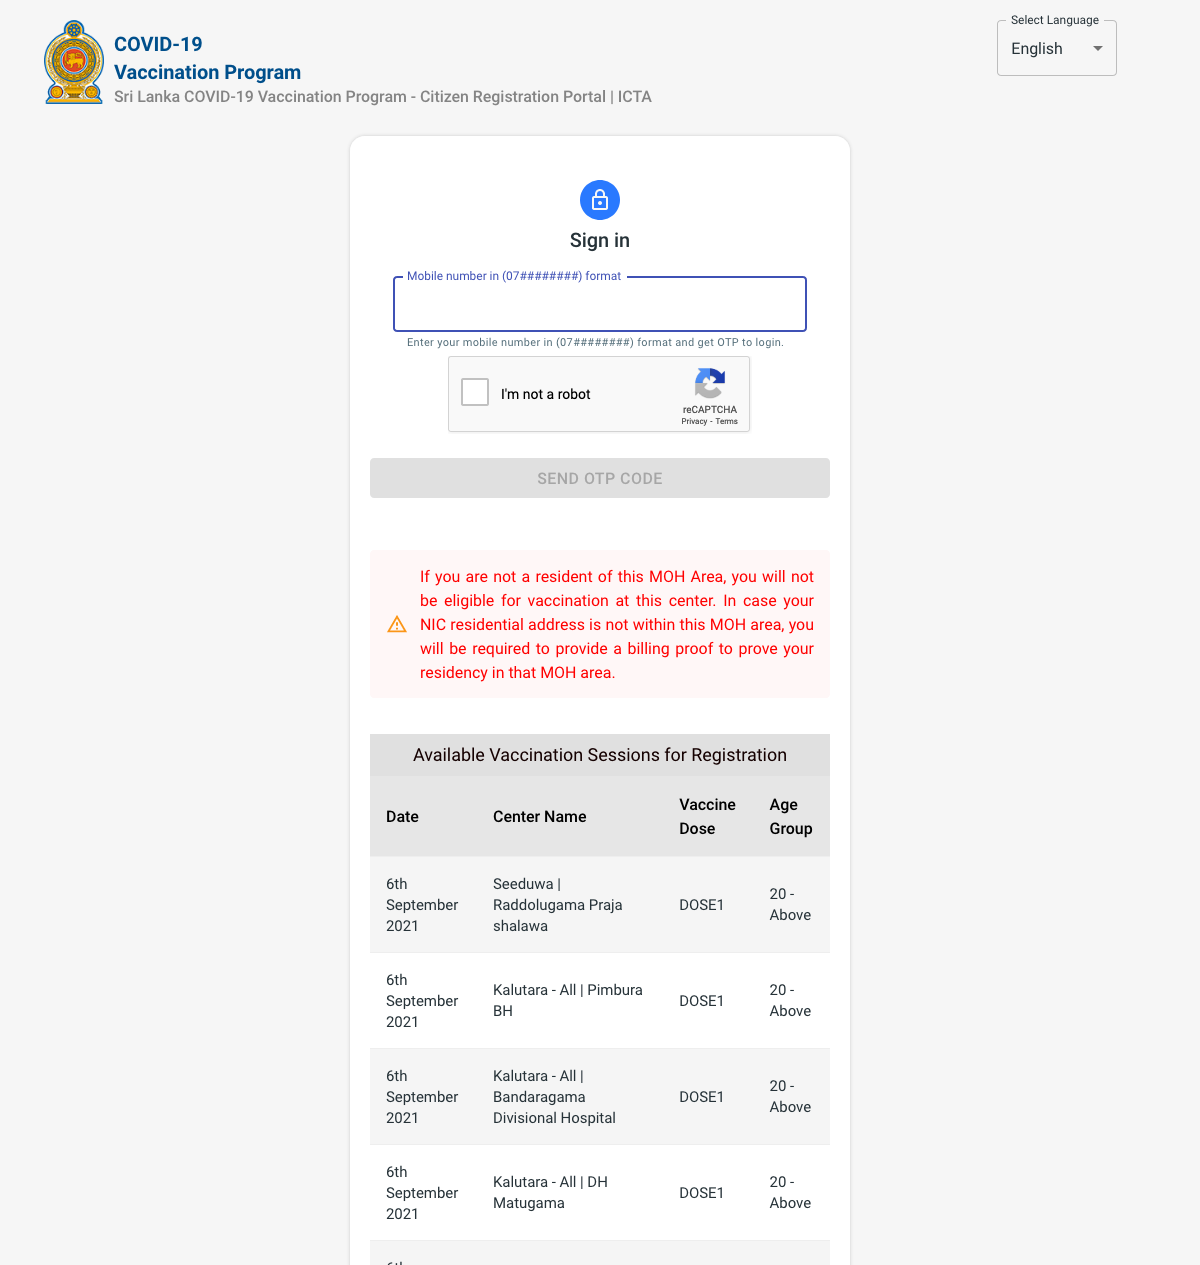 COVID-19
Vaccination Program
Sri Lanka COVID-19 Vaccination Program - Citizen Registration Portal | ICTA
Select Language
English
Sign in
Mobile number in (07########) format
Enter your mobile number in (07########) format and get OTP to login.
I'm not a robot
reCAPTCHA
Privacy - Terms
SEND OTP CODE
If you are not a resident of this MOH Area, you will not
be eligible for vaccination at this center. In case your
NIC residential address is not within this MOH area, you
will be required to provide a billing proof to prove your
residency in that MOH area.
Available Vaccination Sessions for Registration
Date
Center Name
Vaccine
Dose
Age
Group
6th
September
2021
Seeduwa |
Raddolugama Praja
shalawa
DOSE1
20 -
Above
6th
September
2021
Kalutara - All | Pimbura
BH
DOSE1
20 -
Above
6th
September
2021
Kalutara - All |
Bandaragama
Divisional Hospital
DOSE1
20 -
Above
6th
September
2021
Kalutara - All | DH
Matugama
DOSE1
20 -
Above